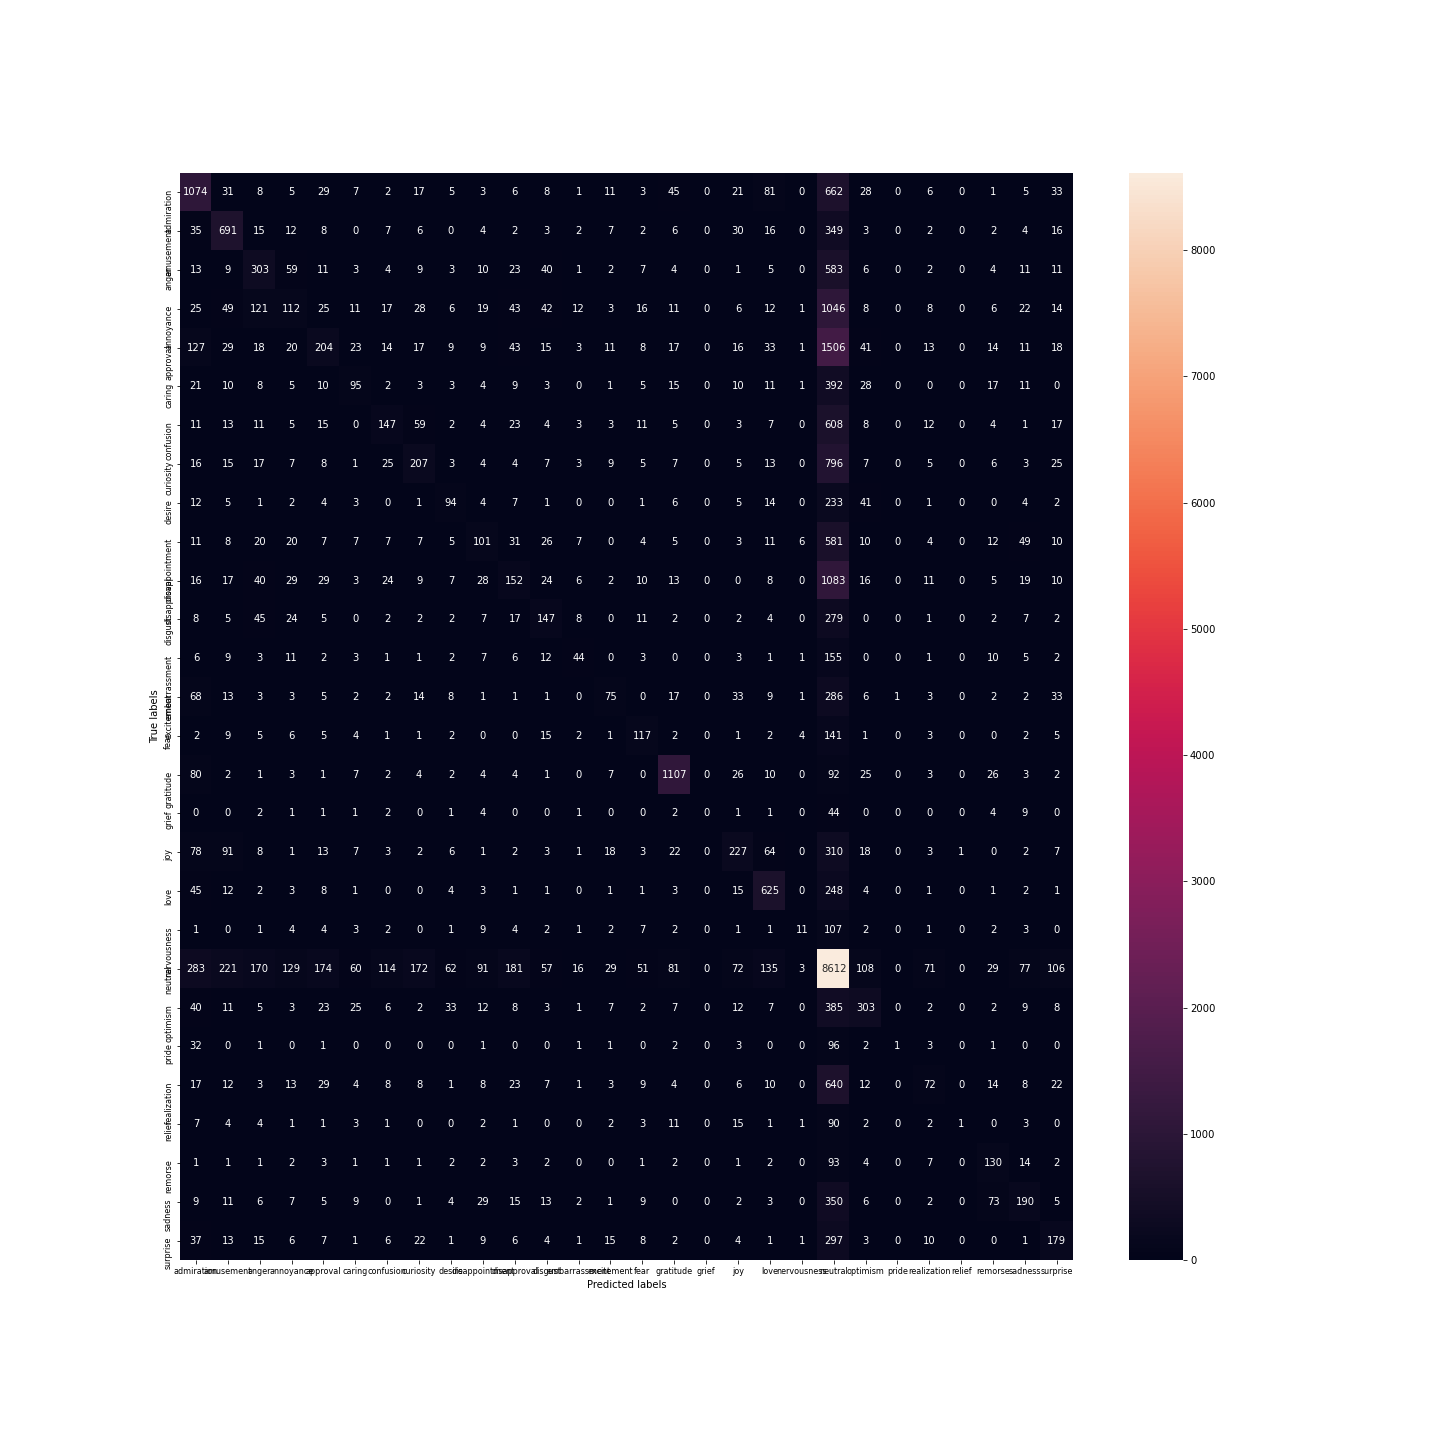 1074 31 8 5 29 7 2 17 5 3 6 8 1 11 3 45 0 21 81 0 662 28 0 6 0 1 5 33
35 691 15 12 8 0 7 6 0 4 2 3 2 7 2 6 0 30 16 0 349 3 0 2 0 2 4 16
13 9 303 59 11 3 4 9 3 10 23 40 1 2 7 4 0 1 5 0 583 6 0 2 0 4 11 11
25 49 121 112 25 11 17 28 6 19 43 42 12 3 16 11 0 6 12 1 1046 8 0 8 0 6 22 14
127 29 18 20 204 23 14 17 9 9 43 15 3 11 8 17 0 16 33 1 1506 41 0 13 0 14 11 18
21 10 8 5 10 95 2 3 3 4 9 3 0 1 5 15 0 10 11 1 392 28 0 0 0 17 11 0
11 13 11 5 15 0 147 59 2 4 23 4 3 3 11 5 0 3 7 0 608 8 0 12 0 4 1 17
16 15 17 7 8 1 25 207 3 4 4 7 3 9 5 7 0 5 13 0 796 7 0 5 0 6 3 25
12 5 1 2 4 3 0 1 94 4 7 1 0 0 1 6 0 5 14 0 233 41 0 1 0 0 4 2
11 8 20 20 7 7 7 7 5 101 31 26 7 0 4 5 0 3 11 6 581 10 0 4 0 12 49 10
16 17 40 29 29 3 24 9 7 28 152 24 6 2 10 13 0 0 8 0 1083 16 0 11 0 5 19 10
8 5 45 24 5 0 2 2 2 7 17 147 8 0 11 2 0 2 4 0 279 0 0 1 0 2 7 2
6 9 3 11 2 3 1 1 2 7 6 12 44 0 3 0 0 3 1 1 155 0 0 1 0 10 5 2
68 13 3 3 5 2 2 14 8 1 1 1 0 75 0 17 0 33 9 1 286 6 1 3 0 2 2 33
2 9 5 6 5 4 1 1 2 0 0 15 2 1 117 2 0 1 2 4 141 1 0 3 0 0 2 5
80 2 1 3 1 7 2 4 2 4 4 1 0 7 0 1107 0 26 10 0 92 25 0 3 0 26 3 2
0 0 2 1 1 1 2 0 1 4 0 0 1 0 0 2 0 1 1 0 44 0 0 0 0 4 9 0
78 91 8 1 13 7 3 2 6 1 2 3 1 18 3 22 0 227 64 0 310 18 0 3 1 0 2 7
45 12 2 3 8 1 0 0 4 3 1 1 0 1 1 3 0 15 625 0 248 4 0 1 0 1 2 1
1 0 1 4 4 3 2 0 1 9 4 2 1 2 7 2 0 1 1 11 107 2 0 1 0 2 3 0
283 221 170 129 174 60 114 172 62 91 181 57 16 29 51 81 0 72 135 3 8612 108 0 71 0 29 77 106
40 11 5 3 23 25 6 2 33 12 8 3 1 7 2 7 0 12 7 0 385 303 0 2 0 2 9 8
32 0 1 0 1 0 0 0 0 1 0 0 1 1 0 2 0 3 0 0 96 2 1 3 0 1 0 0
17 12 3 13 29 4 8 8 1 8 23 7 1 3 9 4 0 6 10 0 640 12 0 72 0 14 8 22
7 4 4 1 1 3 1 0 0 2 1 0 0 2 3 11 0 15 1 1 90 2 0 2 1 0 3 0
1 1 1 2 3 1 1 1 2 2 3 2 0 0 1 2 0 1 2 0 93 4 0 7 0 130 14 2
9 11 6 7 5 9 0 1 4 29 15 13 2 1 9 0 0 2 3 0 350 6 0 2 0 73 190 5
37 13 15 6 7 1 6 22 1 9 6 4 1 15 8 2 0 4 1 1 297 3 0 10 0 0 1 179
admiration
amusement
anger
annoyance
approval
caring
confusion
curiosity
desire
disappointment
disapproval
disgust
embarrassment
excitement
fear
gratitude
grief
joy
love
nervousness
neutral
optimism
pride
realization
relief
remorse
sadness
surprise
True labels
admiration amusement anger annoyance approval caring confusion curiosity desire disappointment disapproval disgust embarrassment excitement fear gratitude grief joy love nervousness neutral optimism pride realization relief remorse sadness surprise
Predicted labels
8000
7000
6000
5000
4000
3000
2000
1000
0